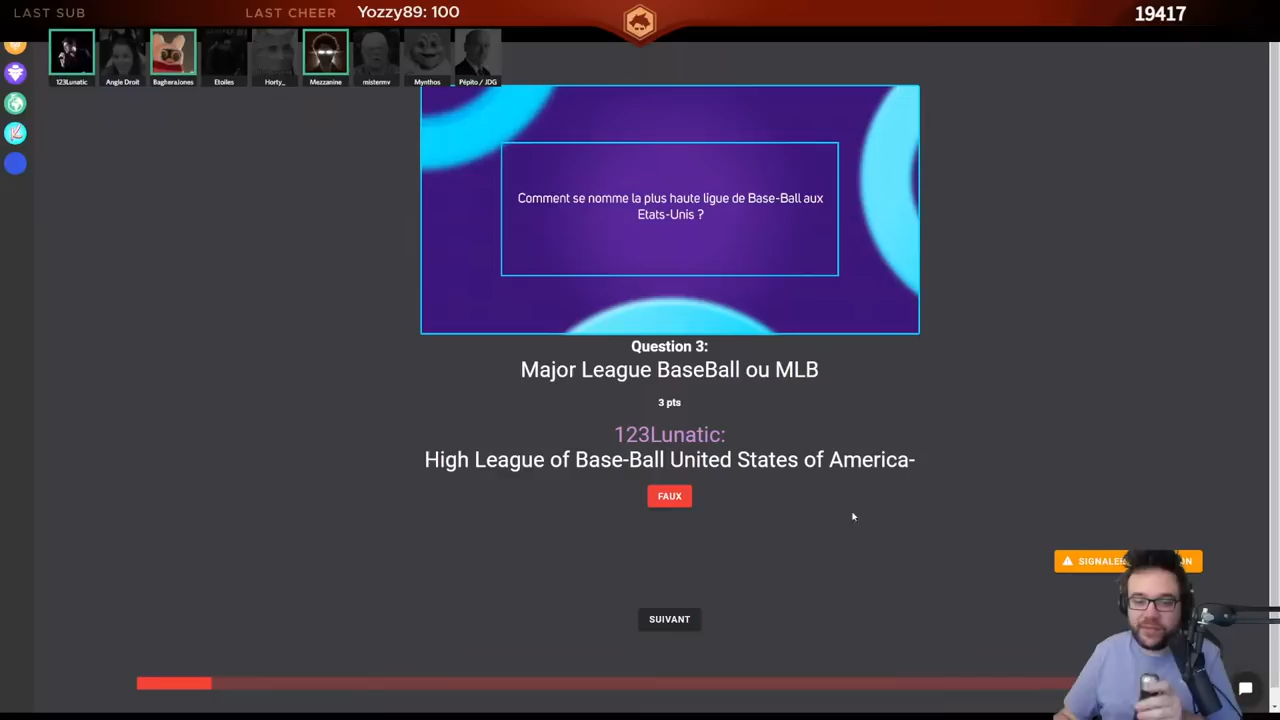 LAST SUB
LAST CHEER
Yozzy89: 100
19417
123Lunatic
Angle Droit
BagheraJones
Etoiles
Horty_
Mezzanine
mistermv
Mynthos
Pépito / JDG
Comment se nomme la plus haute ligue de Base-Ball aux
Etats-Unis ?
Question 3:
Major League BaseBall ou MLB
3 pts
123Lunatic:
High League of Base-Ball United States of America-
FAUX
SUIVANT